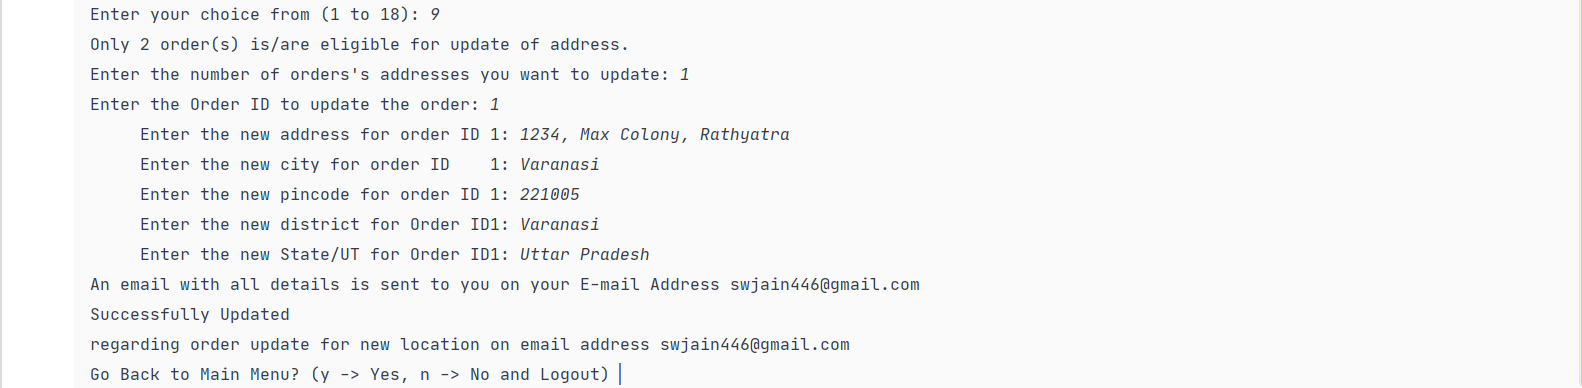 Enter your choice from (1 to 18): 9
Only 2 order(s) is/are eligible for update of address.
Enter the number of orders's addresses you want to update: 1
Enter the Order ID to update the order: 1
     Enter the new address for order ID 1: 1234, Max Colony, Rathyatra
     Enter the new city for order ID    1: Varanasi
     Enter the new pincode for order ID 1: 221005
     Enter the new district for Order ID1: Varanasi
     Enter the new State/UT for Order ID1: Uttar Pradesh
An email with all details is sent to you on your E-mail Address swjain446@gmail.com
Successfully Updated
regarding order update for new location on email address swjain446@gmail.com
Go Back to Main Menu? (y -> Yes, n -> No and Logout)